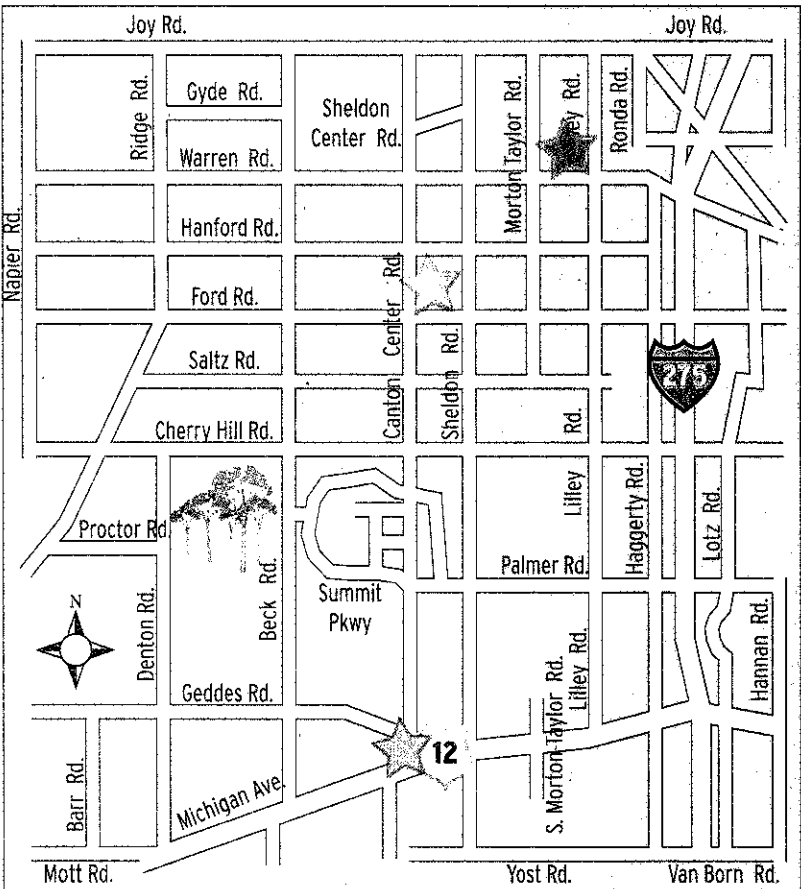 Joy Rd.
Joy Rd.
Gyde Rd.
Ridge Rd.
Sheldon
Center Rd.
Morton Taylor Rd.
ey Rd.
Ronda Rd.
Warren Rd.
Napier Rd.
Hanford Rd.
Ford Rd.
Canton Center Rd.
Sheldon Rd.
Saltz Rd.
275
Cherry Hill Rd.
Lilley Rd.
Haggerty Rd.
Lotz Rd.
Proctor Rd.
Palmer Rd.
Beck Rd.
Summit
Pkwy
N
Denton Rd.
Hannan Rd.
Lilley Rd.
S. Morton Taylor Rd.
Geddes Rd.
12
Barr Rd.
Michigan Ave.
Mott Rd.
Yost Rd.
Van Born Rd.